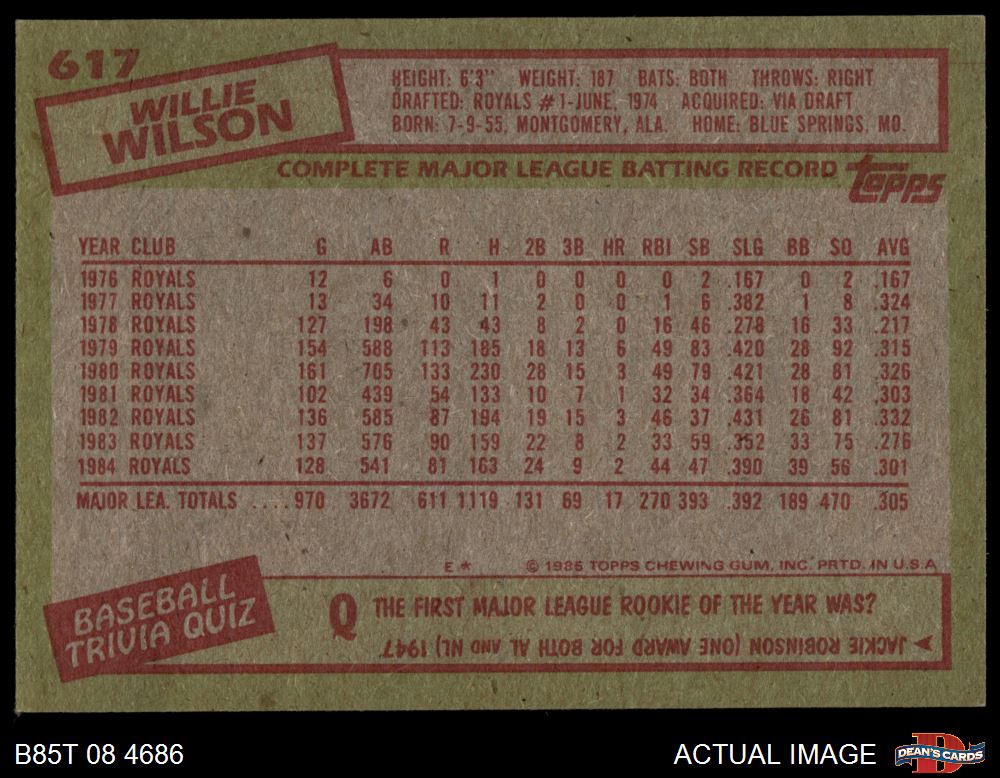 617
WILLIE
WILSON
HEIGHT: 6'3" WEIGHT: 187 BATS: BOTH THROWS: RIGHT
DRAFTED: ROYALS #1-JUNE, 1974 ACQUIRED: VIA DRAFT
BORN: 7-9-55, MONTGOMERY, ALA. HOME: BLUE SPRINGS, MO.
COMPLETE MAJOR LEAGUE BATTING RECORD
topps
YEAR CLUB G AB R H 2B 3B HR RBI SB SLG BB SO AVG
1976 ROYALS 12 6 0 1 0 0 0 0 2 .167 0 2 .167
1977 ROYALS 13 34 10 11 2 0 0 1 6 .382 1 8 .324
1978 ROYALS 127 198 43 43 8 2 0 16 46 .278 16 33 .217
1979 ROYALS 154 588 113 185 18 13 6 49 83 .420 28 92 .315
1980 ROYALS 161 705 133 230 28 15 3 49 79 .421 28 81 .326
1981 ROYALS 102 439 54 133 10 7 1 32 34 .364 18 42 .303
1982 ROYALS 136 585 87 194 19 15 3 46 37 .431 26 81 .332
1983 ROYALS 137 576 90 159 22 8 2 33 59 .352 33 75 .276
1984 ROYALS 128 541 81 163 24 9 2 44 47 .390 39 56 .301
MAJOR LEA. TOTALS ....970 3672 611 1119 131 69 17 270 393 .392 189 470 .305
E* © 1985 TOPPS CHEWING GUM, INC. PRTD. IN U.S.A.
BASEBALL
TRIVIA QUIZ
Q THE FIRST MAJOR LEAGUE ROOKIE OF THE YEAR WAS?
JACKIE ROBINSON (ONE AWARD FOR BOTH AL AND NL) 1947.
B85T 08 4686
ACTUAL IMAGE
D
DEAN'S CARDS